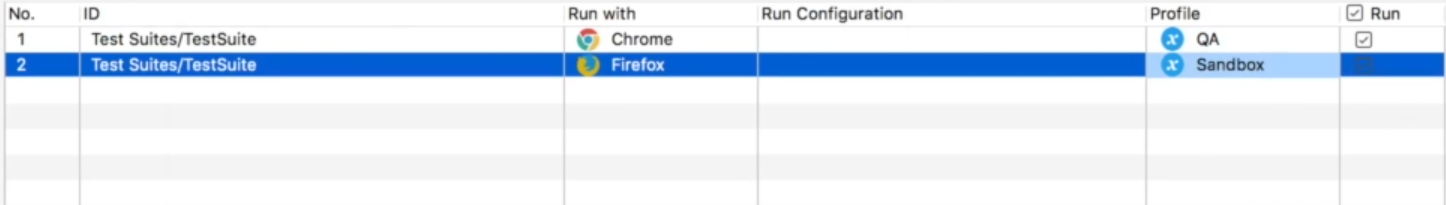 No. ID Run with Run Configuration Profile Run
1 Test Suites/TestSuite Chrome QA
2 Test Suites/TestSuite Firefox Sandbox